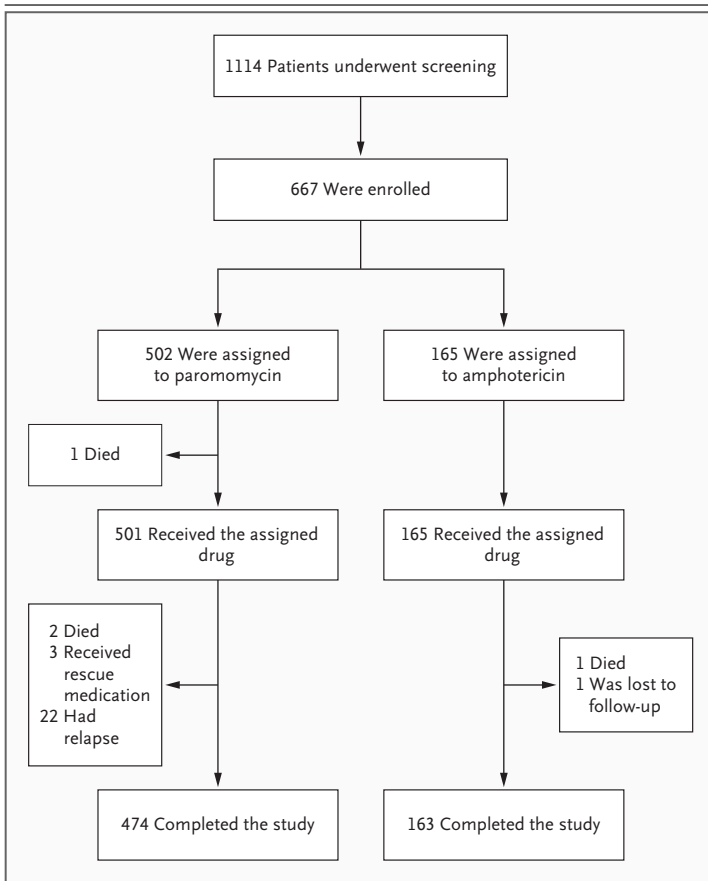 1114 Patients underwent screening
667 Were enrolled
502 Were assigned
to paromomycin
165 Were assigned
to amphotericin
1 Died
501 Received the assigned
drug
165 Received the assigned
drug
2 Died
3 Received
rescue
medication
22 Had
relapse
1 Died
1 Was lost to
follow-up
474 Completed the study
163 Completed the study